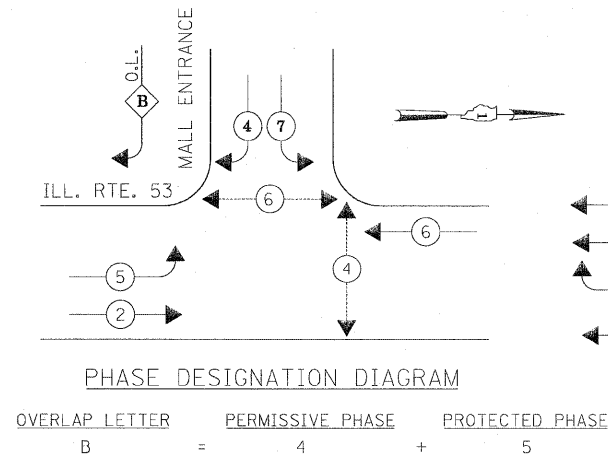 O.L.
B
MALL ENTRANCE
4 7
ILL. RTE. 53
6
6
5
4
2
PHASE DESIGNATION DIAGRAM
OVERLAP LETTER PERMISSIVE PHASE PROTECTED PHASE
B = 4 + 5